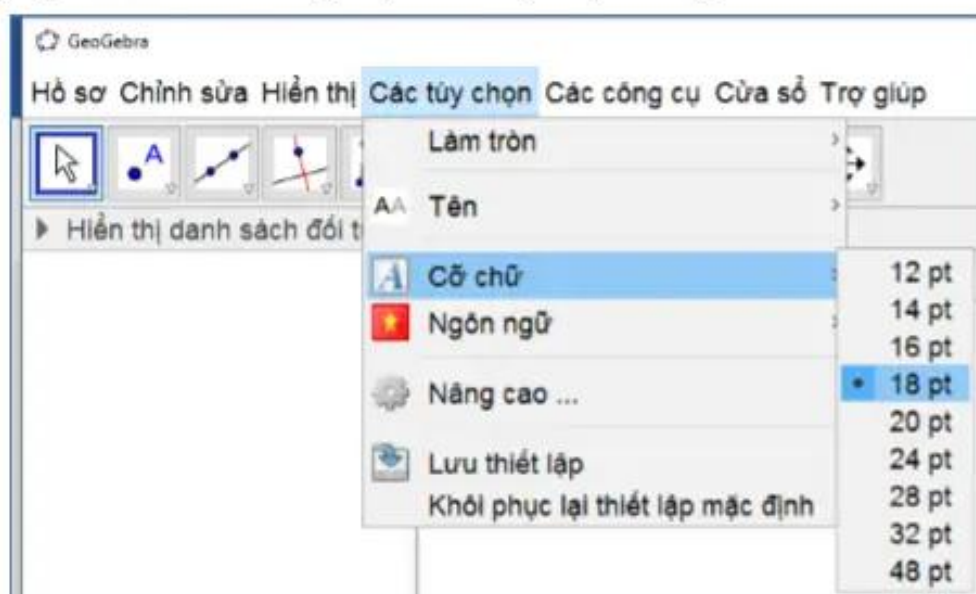 GeoGebra
Hồ sơ Chỉnh sửa Hiển thị Các tùy chọn Các công cụ Cửa sổ Trợ giúp
A
Hiển thị danh sách đối t
Làm tròn
AA Tên
A Cỡ chữ
Ngôn ngữ
Nâng cao ...
Lưu thiết lập
Khôi phục lại thiết lập mặc định
12 pt
14 pt
16 pt
18 pt
20 pt
24 pt
28 pt
32 pt
48 pt